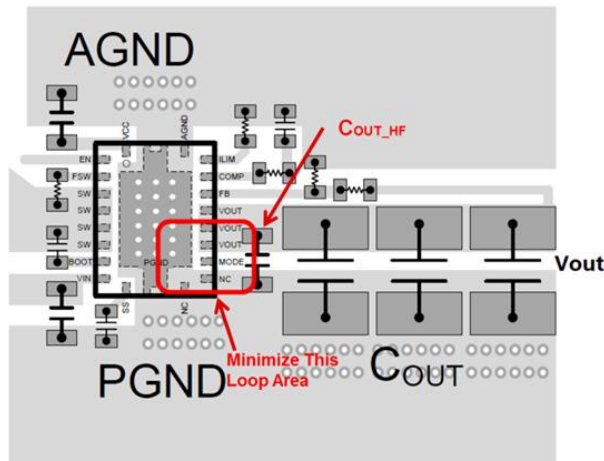 AGND
COUT_HF
VCC
AGND
EN
FSW
SW
SW
SW
SW
BOOT
VIN
ILIM
COMP
FB
VOUT
VOUT
VOUT
MODE
NC
PGND
SS
NC
Vout
Minimize This
Loop Area
PGND
COUT